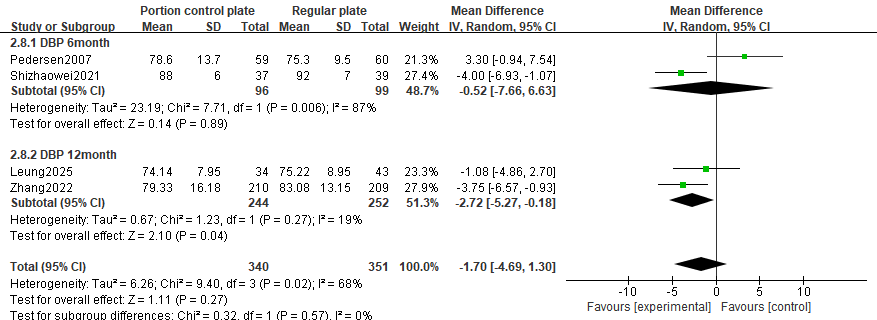 Portion control plate Regular plate Mean Difference Mean Difference
Study or Subgroup Mean SD Total Mean SD Total Weight IV, Random, 95% CI IV, Random, 95% CI
2.8.1 DBP 6month
Pedersen2007 78.6 13.7 59 75.3 9.5 60 21.3% 3.30 [-0.94, 7.54]
Shizhaowei2021 88 6 37 92 7 39 27.4% -4.00 [-6.93, -1.07]
Subtotal (95% CI) 96 99 48.7% -0.52 [-7.66, 6.63]
Heterogeneity: Tau² = 23.19; Chi² = 7.71, df = 1 (P = 0.006); I² = 87%
Test for overall effect: Z = 0.14 (P = 0.89)
2.8.2 DBP 12month
Leung2025 74.14 7.95 34 75.22 8.95 43 23.3% -1.08 [-4.86, 2.70]
Zhang2022 79.33 16.18 210 83.08 13.15 209 27.9% -3.75 [-6.57, -0.93]
Subtotal (95% CI) 244 252 51.3% -2.72 [-5.27, -0.18]
Heterogeneity: Tau² = 0.67; Chi² = 1.23, df = 1 (P = 0.27); I² = 19%
Test for overall effect: Z = 2.10 (P = 0.04)
Total (95% CI) 340 351 100.0% -1.70 [-4.69, 1.30]
Heterogeneity: Tau² = 6.26; Chi² = 9.40, df = 3 (P = 0.02); I² = 68%
Test for overall effect: Z = 1.11 (P = 0.27)
Test for subgroup differences: Chi² = 0.32, df = 1 (P = 0.57), I² = 0%
-10 -5 0 5 10
Favours [experimental] Favours [control]